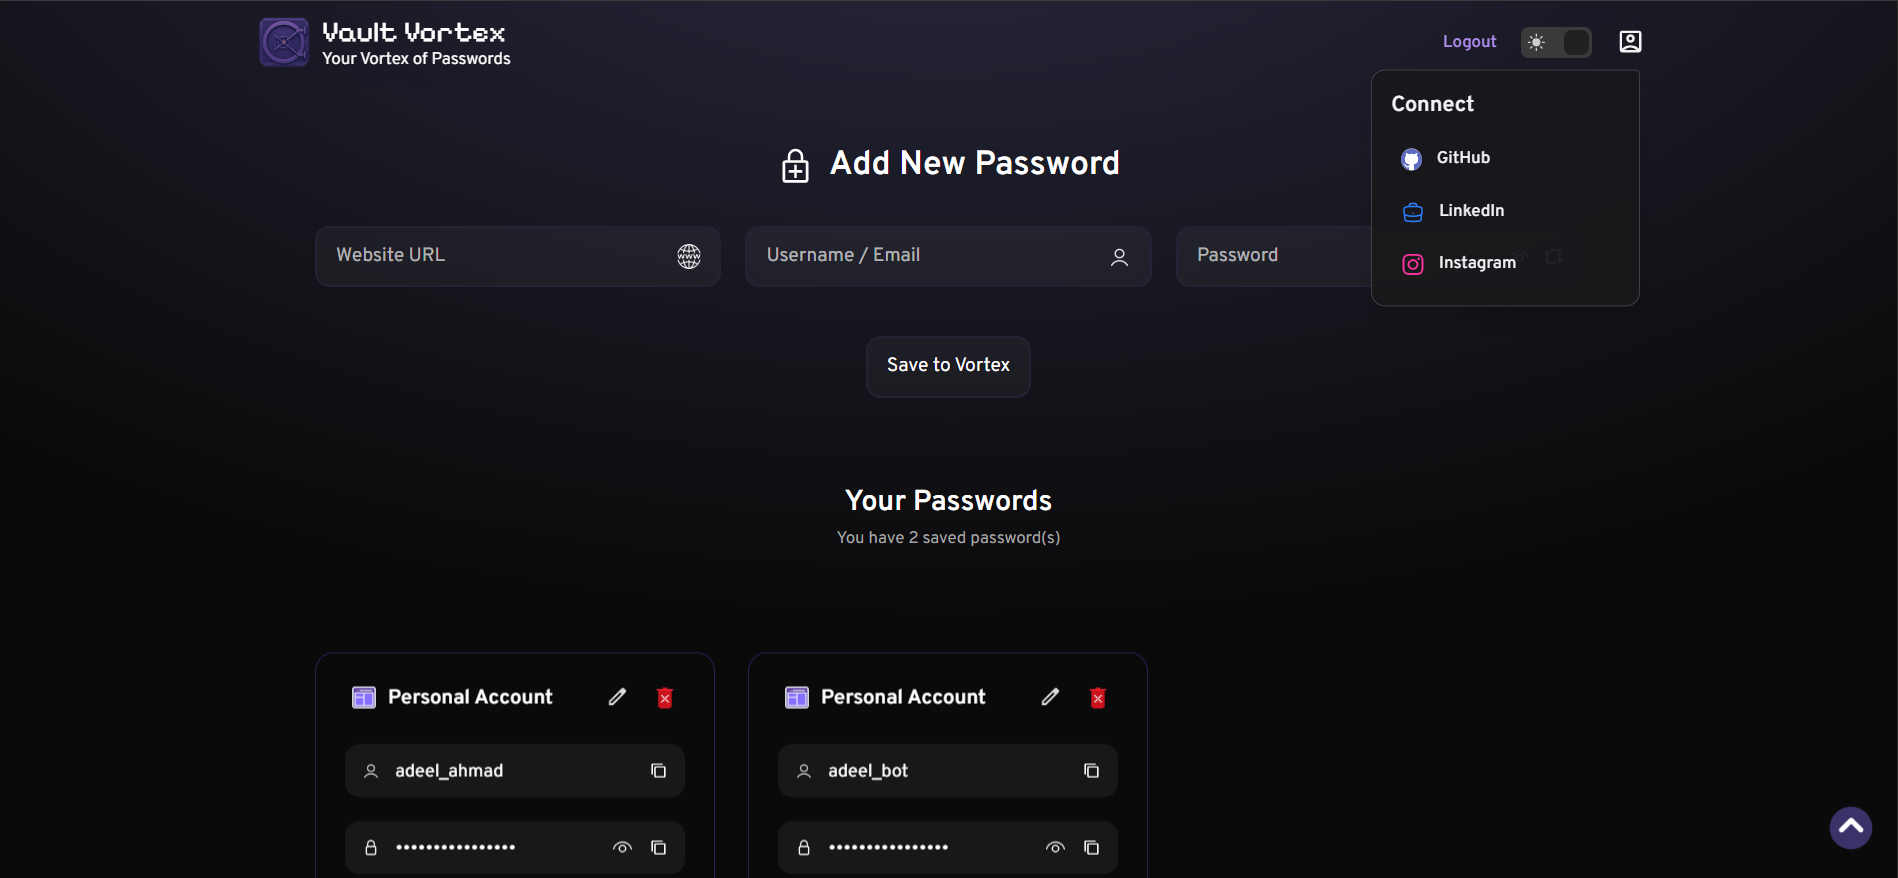 Vault Vortex
Your Vortex of Passwords
Logout
Connect
GitHub
LinkedIn
Instagram
Add New Password
Website URL
www
Username / Email
Password
Save to Vortex
Your Passwords
You have 2 saved password(s)
Personal Account
adeel_ahmad
••••••••••••••••
Personal Account
adeel_bot
••••••••••••••••